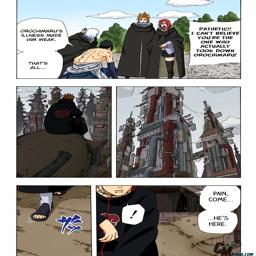 PATHETIC!!
I CAN'T BELIEVE
YOU'RE THE
ONE WHO
ACTUALLY
TOOK DOWN
OROCHIMARU!
OROCHIMARU'S
ILLNESS MADE
HIM WEAK.
THAT'S
ALL...
!
PAIN,
COME...
...HE'S
HERE.